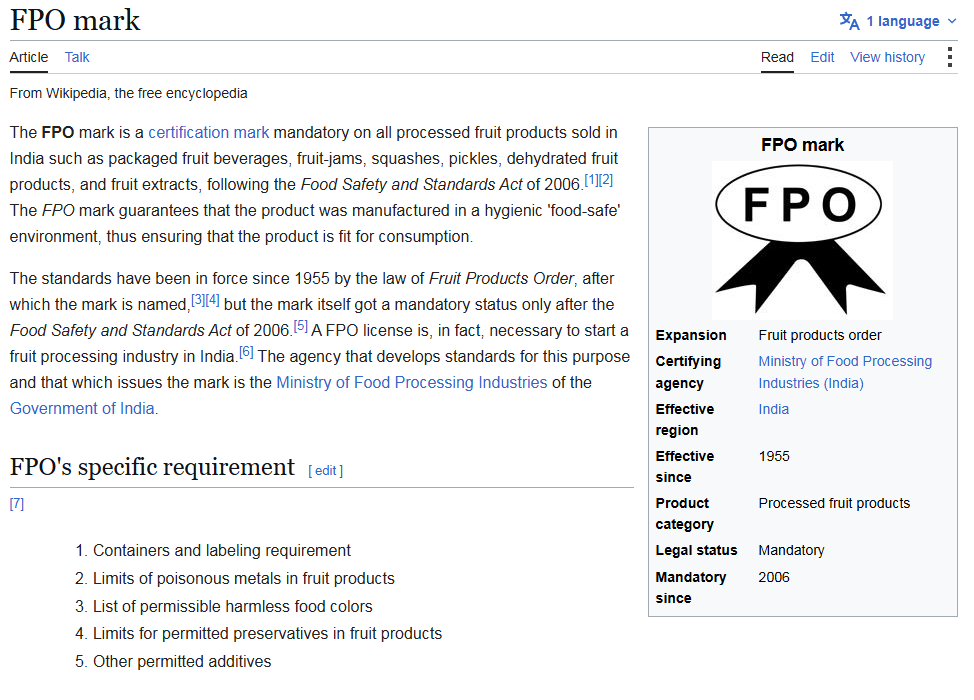 FPO mark
1 language
Article Talk
Read Edit View history
From Wikipedia, the free encyclopedia
The FPO mark is a certification mark mandatory on all processed fruit products sold in
India such as packaged fruit beverages, fruit-jams, squashes, pickles, dehydrated fruit
products, and fruit extracts, following the Food Safety and Standards Act of 2006.[1][2]
The FPO mark guarantees that the product was manufactured in a hygienic 'food-safe'
environment, thus ensuring that the product is fit for consumption.
The standards have been in force since 1955 by the law of Fruit Products Order, after
which the mark is named,[3][4] but the mark itself got a mandatory status only after the
Food Safety and Standards Act of 2006.[5] A FPO license is, in fact, necessary to start a
fruit processing industry in India.[6] The agency that develops standards for this purpose
and that which issues the mark is the Ministry of Food Processing Industries of the
Government of India.
FPO's specific requirement [ edit ]
[7]
1. Containers and labeling requirement
2. Limits of poisonous metals in fruit products
3. List of permissible harmless food colors
4. Limits for permitted preservatives in fruit products
5. Other permitted additives
FPO mark
FPO
Expansion Fruit products order
Certifying Ministry of Food Processing
agency Industries (India)
Effective India
region
Effective 1955
since
Product Processed fruit products
category
Legal status Mandatory
Mandatory 2006
since